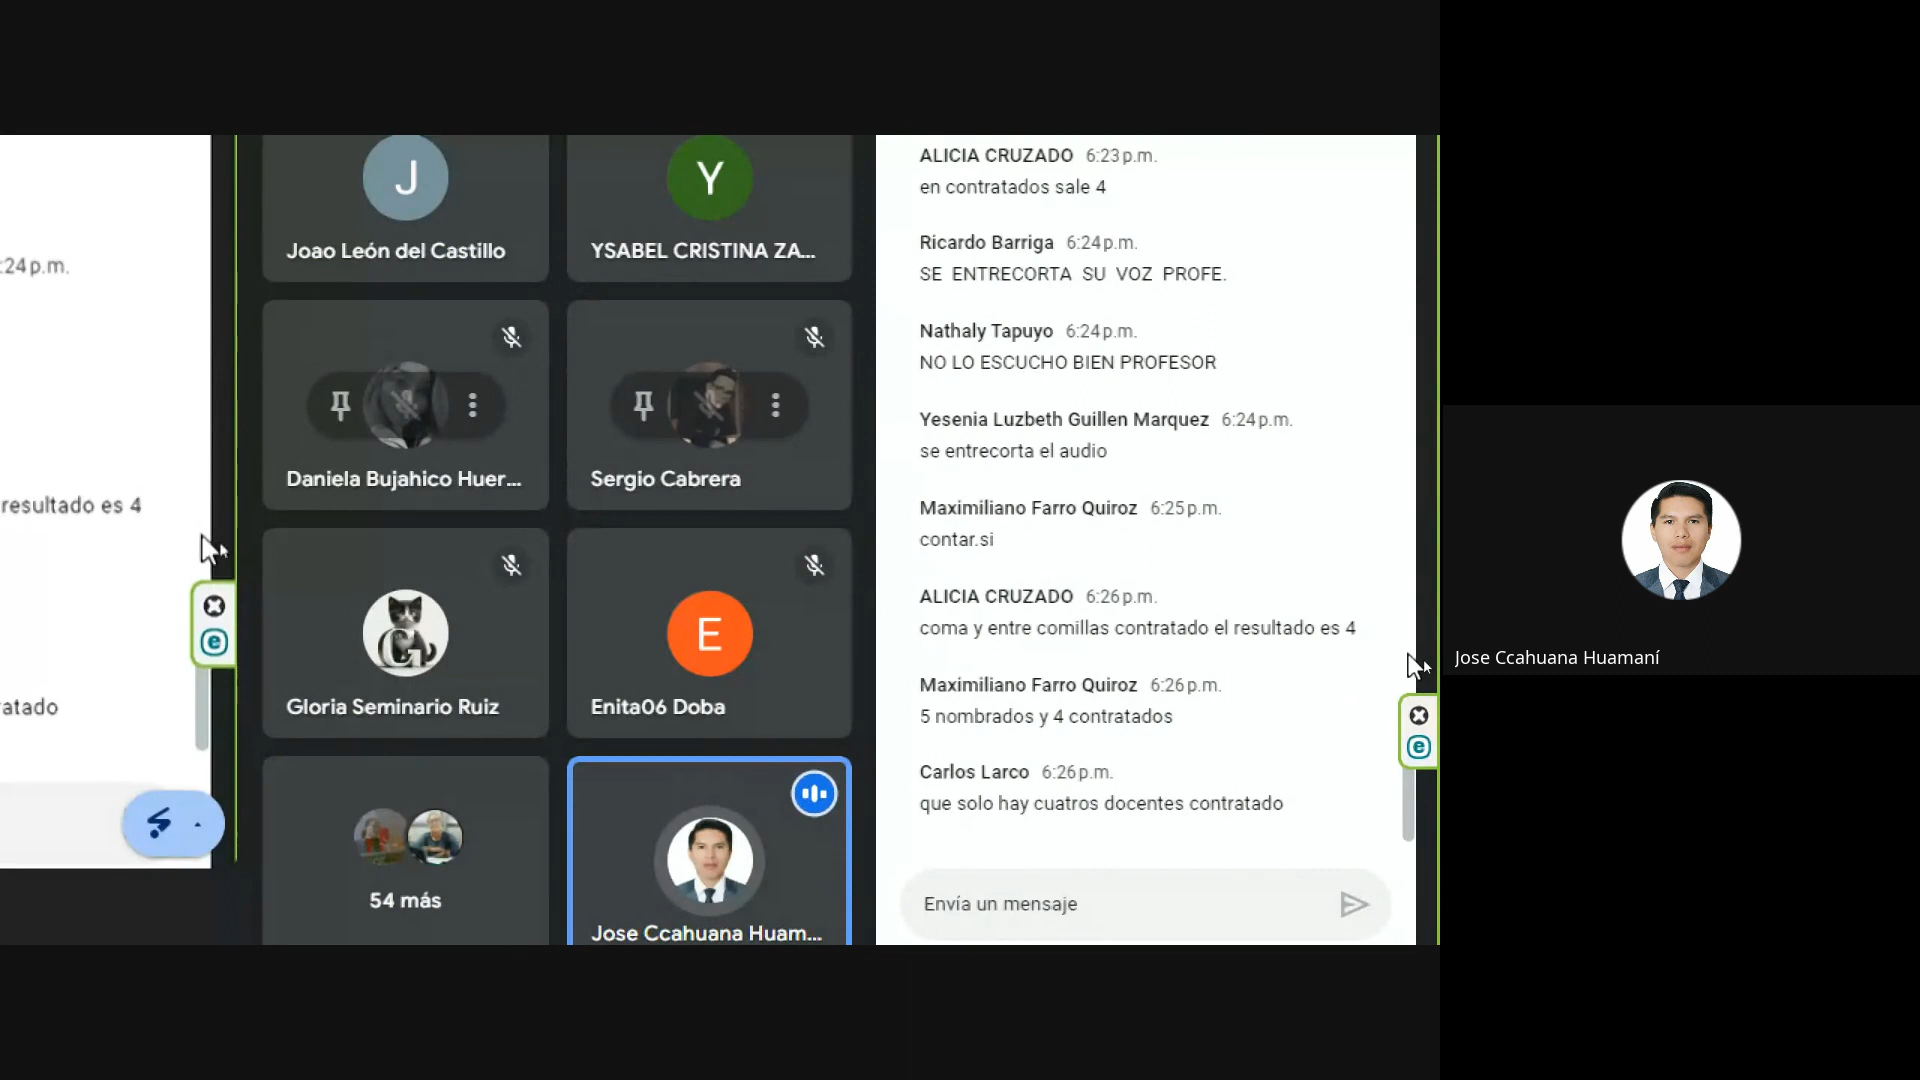 :24 p.m.
resultado es 4
atado
J
Joao León del Castillo
Y
YSABEL CRISTINA ZA...
Daniela Bujahico Huer...
Sergio Cabrera
G
Gloria Seminario Ruiz
E
Enita06 Doba
54 más
Jose Ccahuana Huam...
ALICIA CRUZADO 6:23 p.m.
en contratados sale 4
Ricardo Barriga 6:24 p.m.
SE ENTRECORTA SU VOZ PROFE.
Nathaly Tapuyo 6:24 p.m.
NO LO ESCUCHO BIEN PROFESOR
Yesenia Luzbeth Guillen Marquez 6:24 p.m.
se entrecorta el audio
Maximiliano Farro Quiroz 6:25 p.m.
contar.si
ALICIA CRUZADO 6:26 p.m.
coma y entre comillas contratado el resultado es 4
Maximiliano Farro Quiroz 6:26 p.m.
5 nombrados y 4 contratados
Carlos Larco 6:26 p.m.
que solo hay cuatros docentes contratado
Envía un mensaje
Jose Ccahuana Huamaní